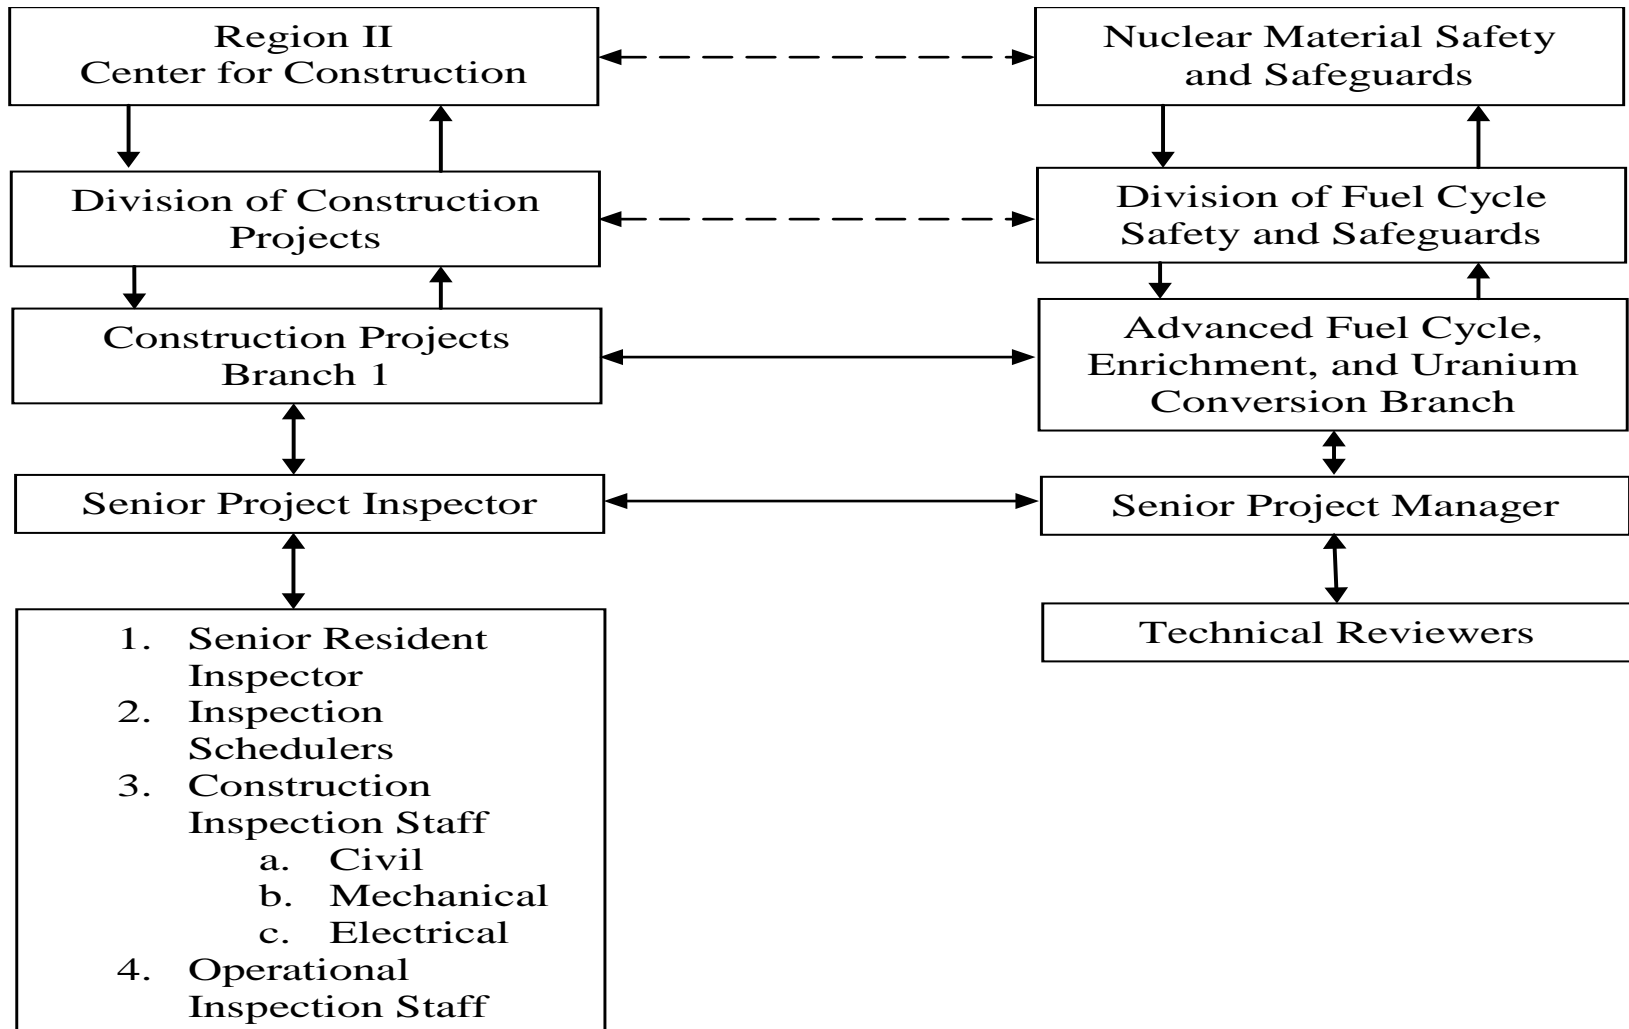 Region II
Center for Construction
Nuclear Material Safety
and Safeguards
Division of Construction
Projects
Division of Fuel Cycle
Safety and Safeguards
Construction Projects
Branch 1
Advanced Fuel Cycle,
Enrichment, and Uranium
Conversion Branch
Senior Project Inspector
Senior Project Manager
1. Senior Resident
Inspector
2. Inspection
Schedulers
3. Construction
Inspection Staff
a. Civil
b. Mechanical
c. Electrical
4. Operational
Inspection Staff
Technical Reviewers